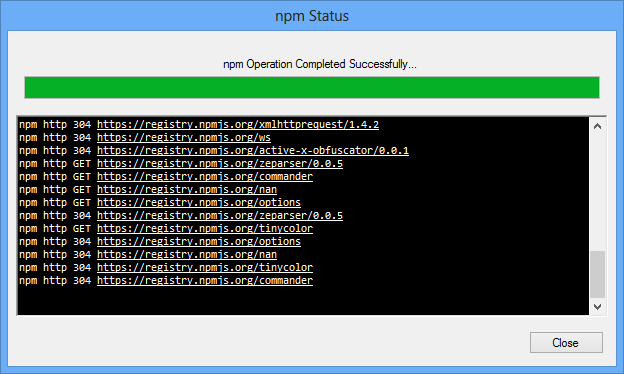 npm Status
npm Operation Completed Successfully...
npm http 304 https://registry.npmjs.org/xmlhttprequest/1.4.2
npm http 304 https://registry.npmjs.org/ws
npm http 304 https://registry.npmjs.org/active-x-obfuscator/0.0.1
npm http GET https://registry.npmjs.org/zeparser/0.0.5
npm http GET https://registry.npmjs.org/commander
npm http GET https://registry.npmjs.org/nan
npm http GET https://registry.npmjs.org/options
npm http 304 https://registry.npmjs.org/zeparser/0.0.5
npm http GET https://registry.npmjs.org/tinycolor
npm http 304 https://registry.npmjs.org/options
npm http 304 https://registry.npmjs.org/nan
npm http 304 https://registry.npmjs.org/tinycolor
npm http 304 https://registry.npmjs.org/commander
Close